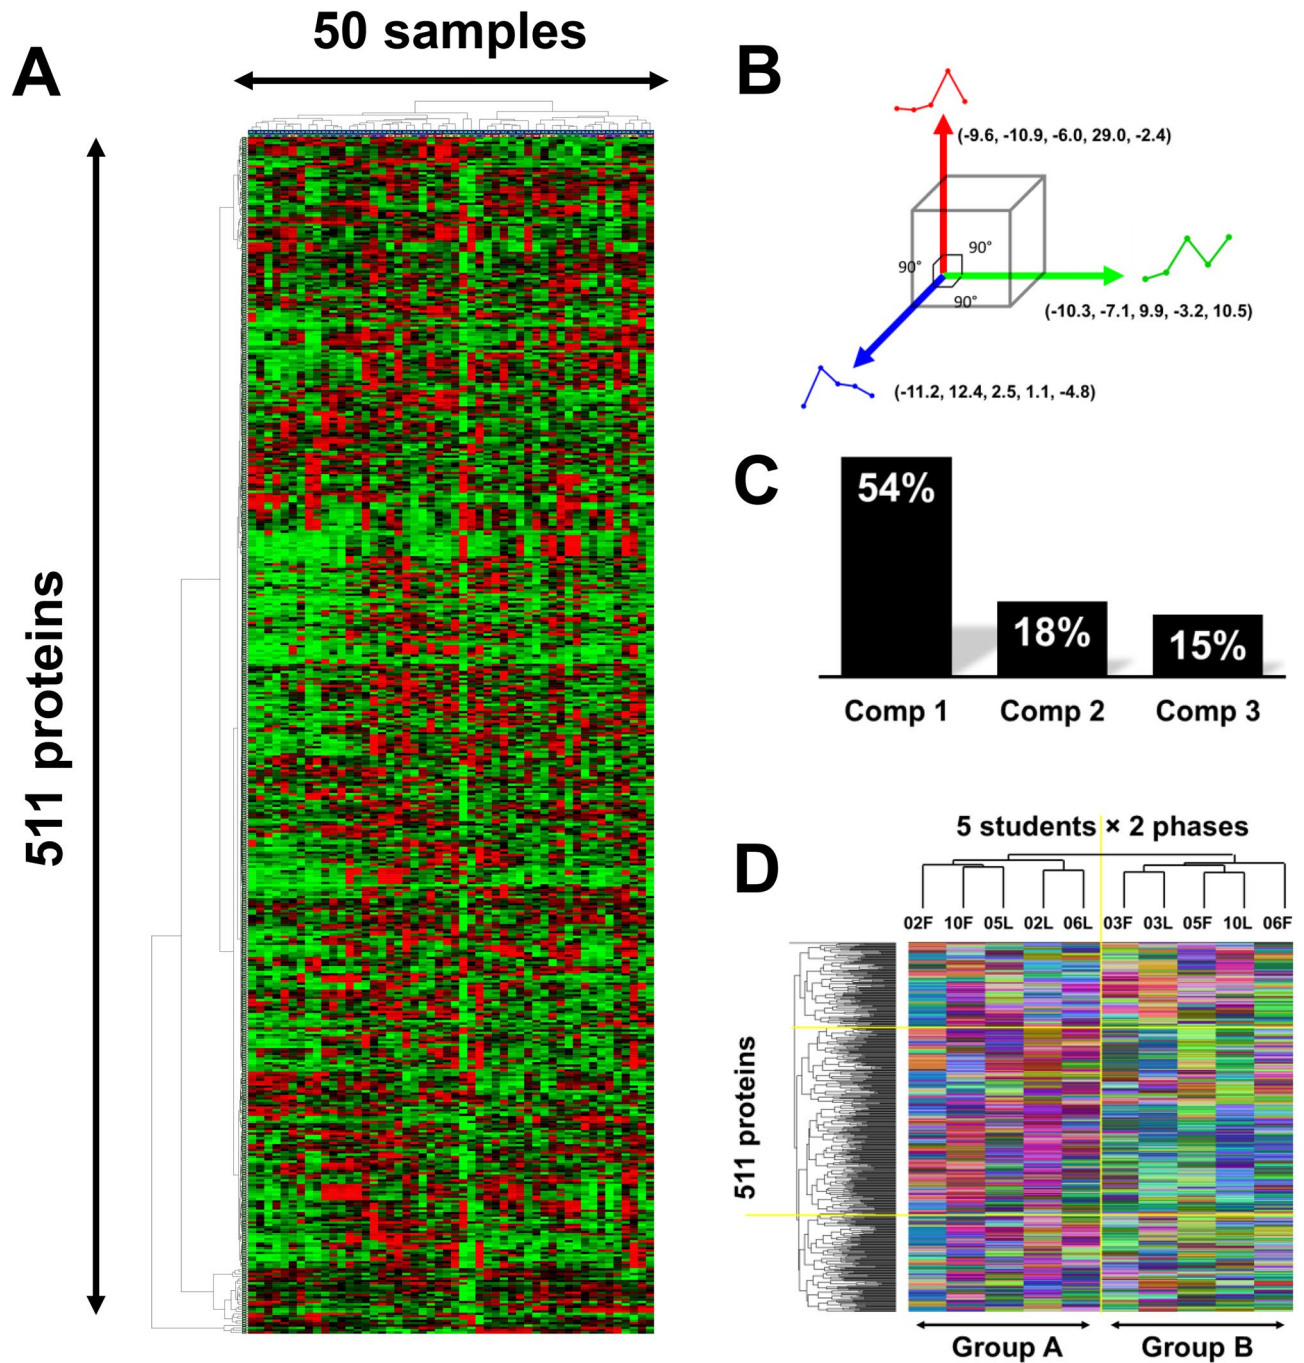 A
50 samples
511 proteins
B
(-9.6, -10.9, -6.0, 29.0, -2.4)
90°
90°
90°
(-10.3, -7.1, 9.9, -3.2, 10.5)
(-11.2, 12.4, 2.5, 1.1, -4.8)
C
54%
18%
15%
Comp 1 Comp 2 Comp 3
D
5 students × 2 phases
02F 10F 05L 02L 06L 03F 03L 05F 10L 06F
511 proteins
Group A Group B